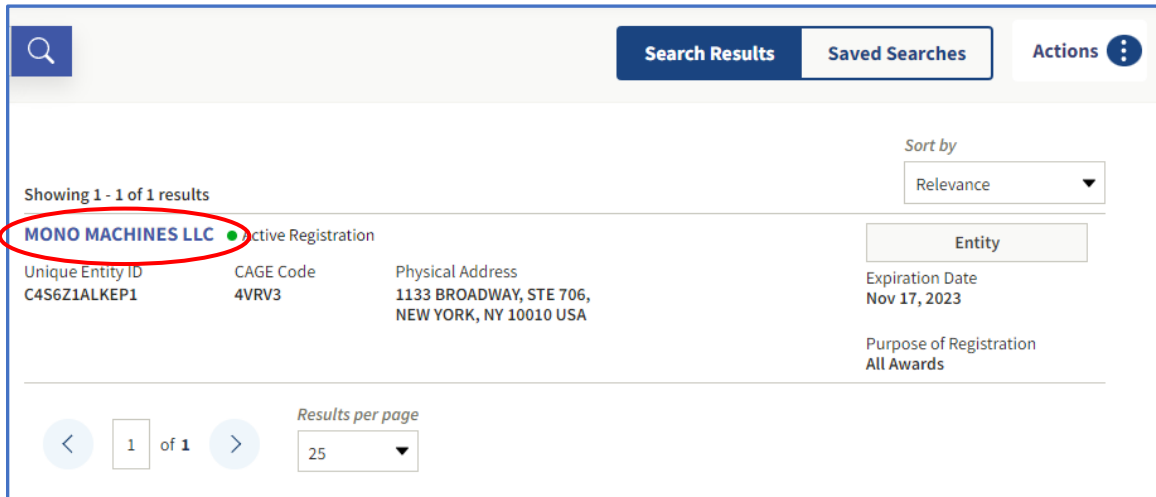 Search Results
Saved Searches
Actions
Sort by
Relevance
Showing 1 - 1 of 1 results
MONO MACHINES LLC Active Registration
Entity
Unique Entity ID
C4S6Z1ALKEP1
CAGE Code
4VRV3
Physical Address
1133 BROADWAY, STE 706,
NEW YORK, NY 10010 USA
Expiration Date
Nov 17, 2023
Purpose of Registration
All Awards
1 of 1
Results per page
25